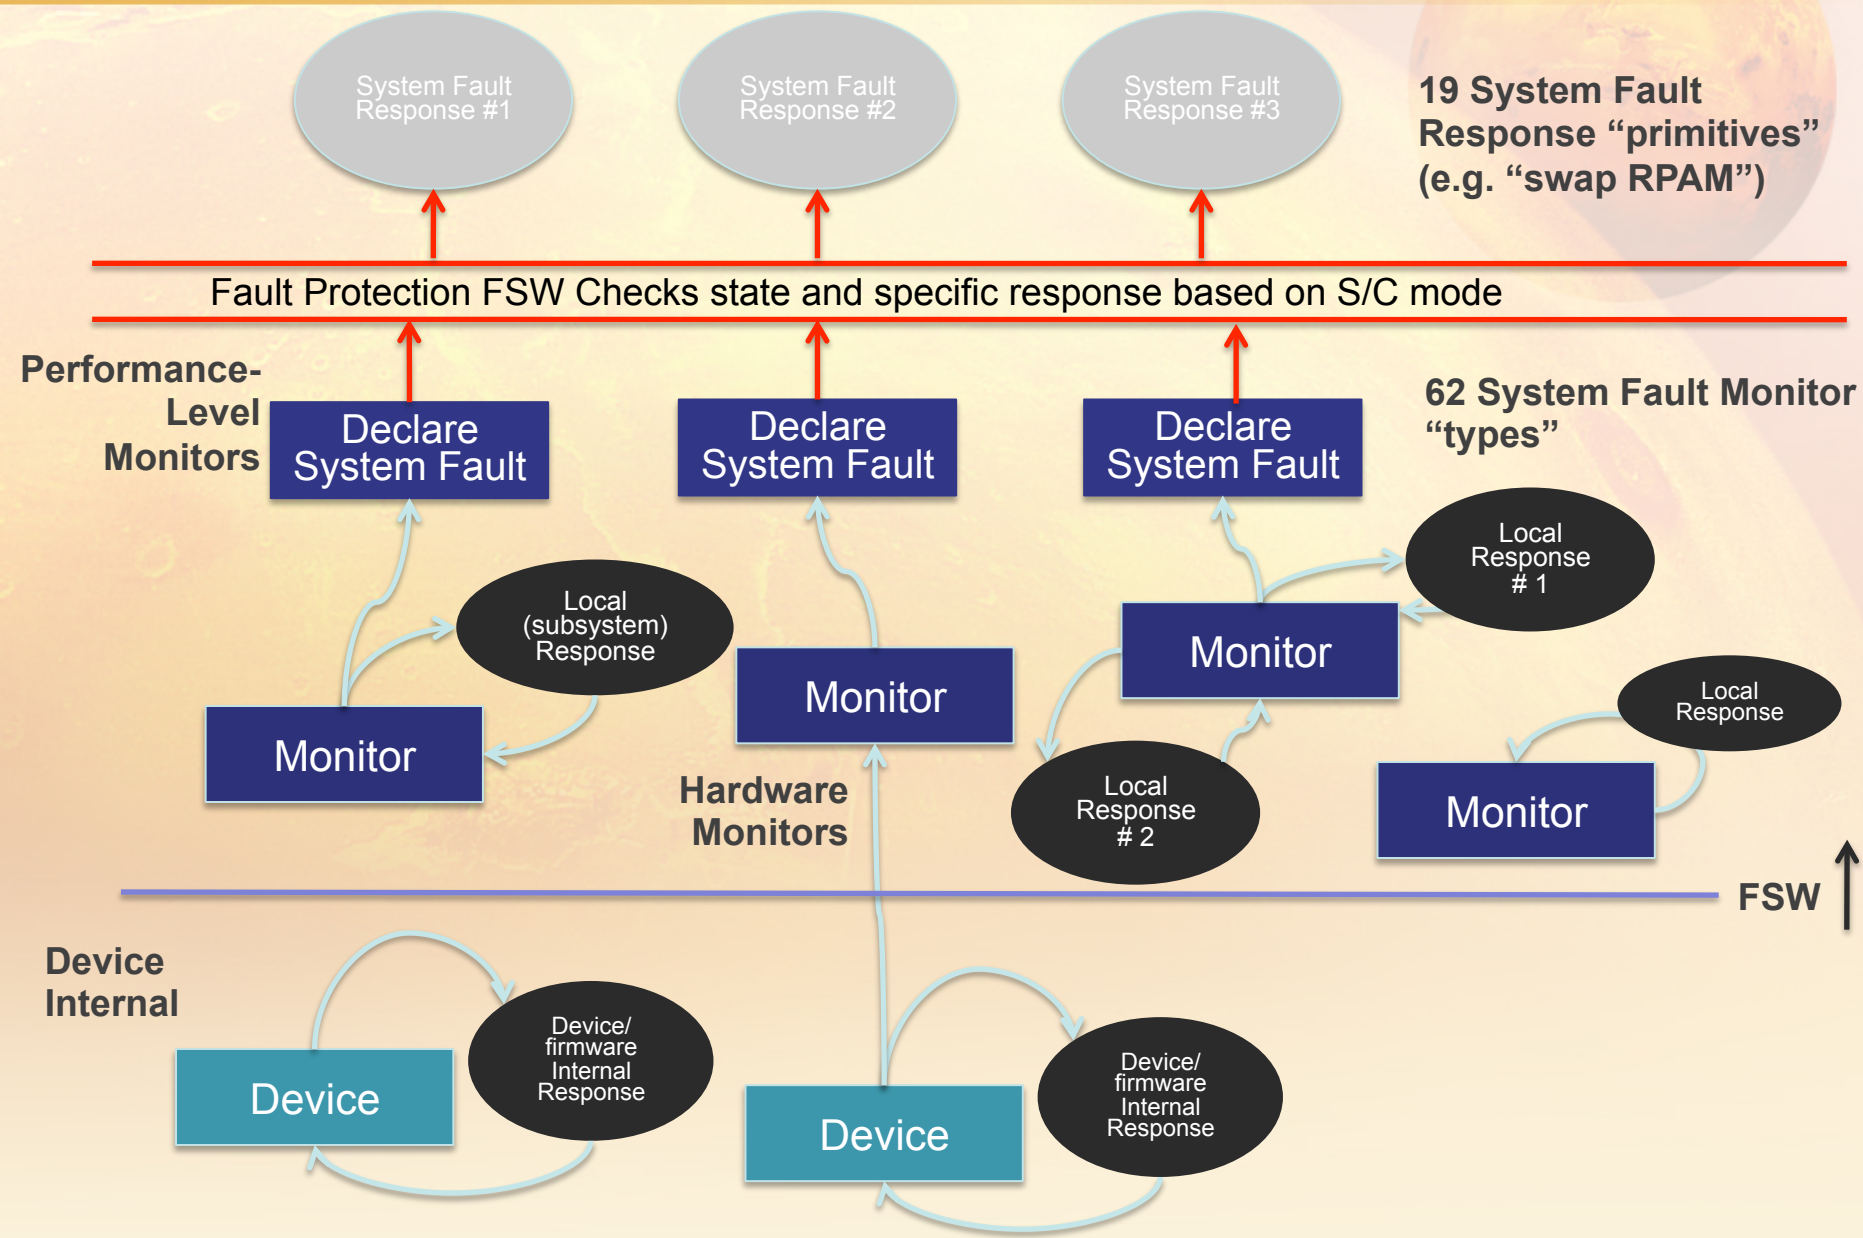 System Fault
Response #1
System Fault
Response #2
System Fault
Response #3
19 System Fault
Response “primitives”
(e.g. “swap RPAM”)
Fault Protection FSW Checks state and specific response based on S/C mode
Performance-
Level
Monitors
Declare
System Fault
Declare
System Fault
Declare
System Fault
62 System Fault Monitor
“types”
Local
Response
# 1
Local
(subsystem)
Response
Monitor
Monitor
Monitor
Local
Response
Monitor
Hardware
Monitors
Local
Response
# 2
FSW
Device
Internal
Device/
firmware
Internal
Response
Device
Device/
firmware
Internal
Response
Device